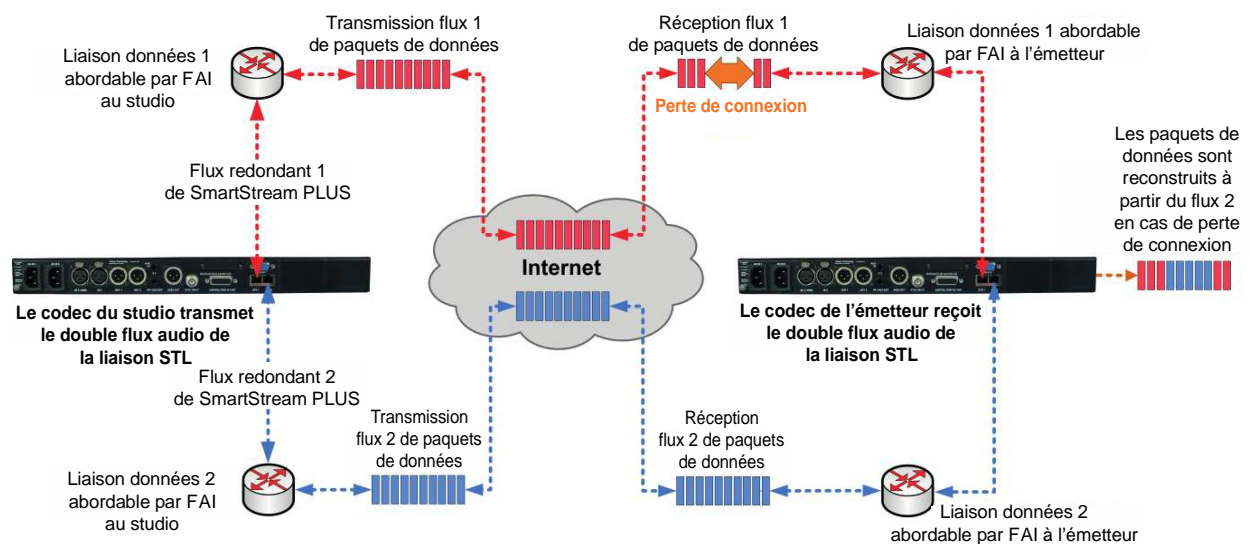 Liaison données 1
abordable par FAI
au studio
Transmission flux 1
de paquets de données
Réception flux 1
de paquets de données
Perte de connexion
Liaison données 1 abordable
par FAI à l'émetteur
Flux redondant 1
de SmartStream PLUS
Internet
Les paquets de
données sont
reconstruits à
partir du flux 2
en cas de perte
de connexion
Le codec du studio transmet
le double flux audio de
la liaison STL
Le codec de l'émetteur reçoit
le double flux audio de
la liaison STL
Flux redondant 2
de SmartStream PLUS
Transmission
flux 2 de paquets
de données
Réception
flux 2 de paquets
de données
Liaison données 2
abordable par FAI
au studio
Liaison données 2
abordable par FAI à l'émetteur